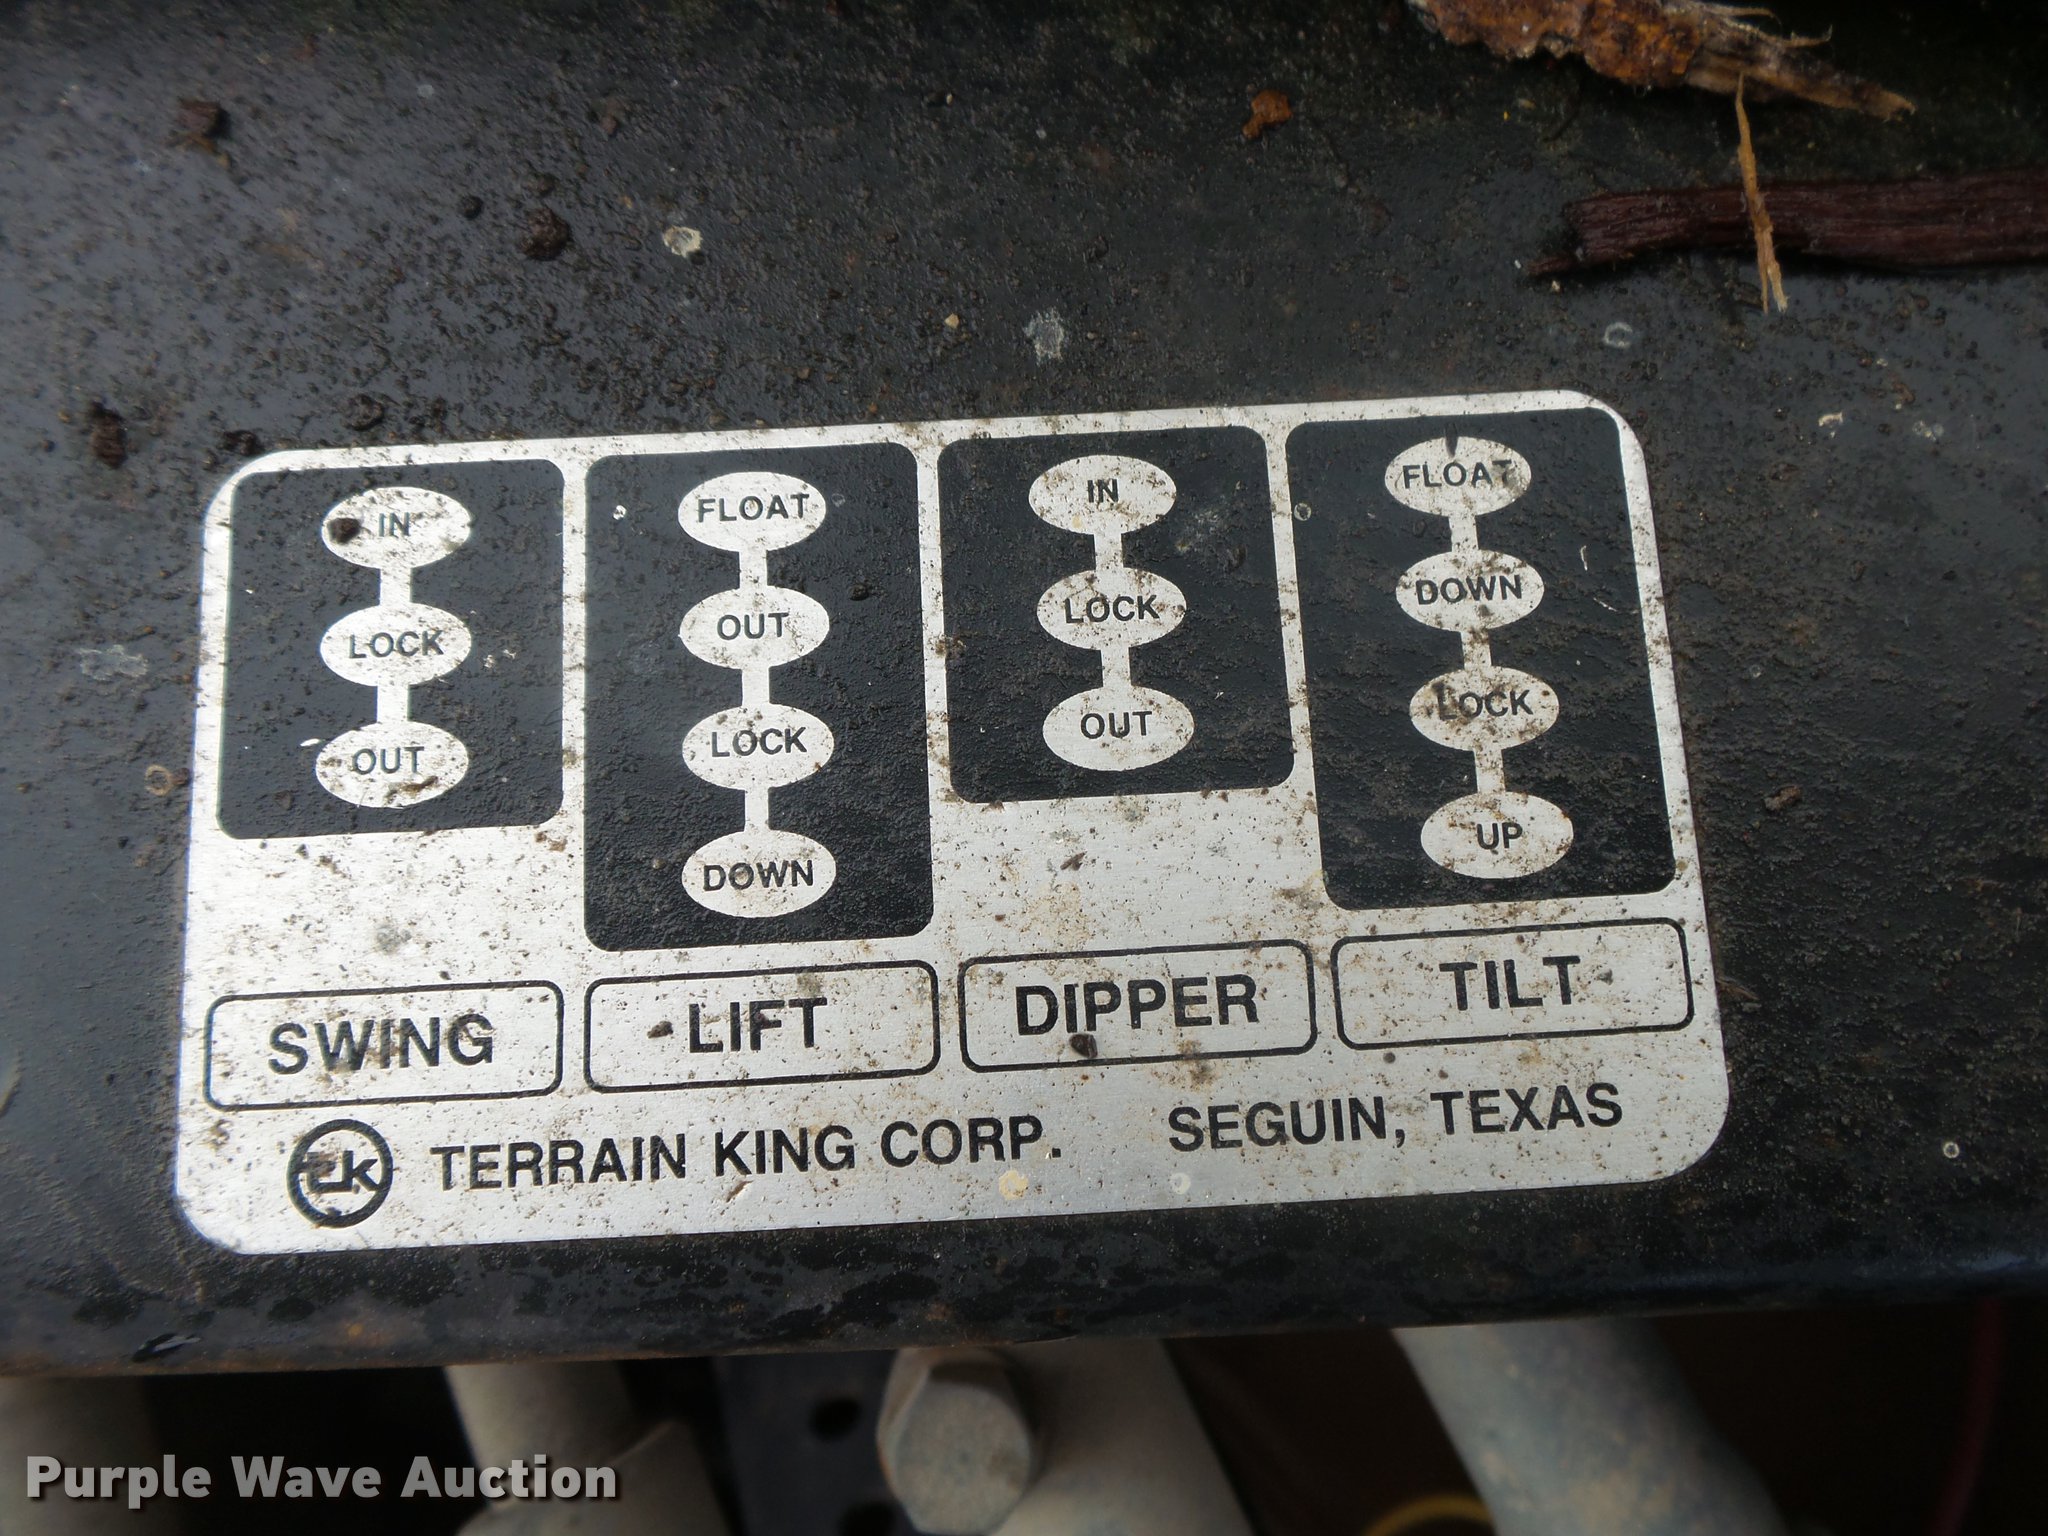 IN
LOCK
OUT
SWING
FLOAT
OUT
LOCK
DOWN
LIFT
IN
LOCK
OUT
DIPPER
FLOAT
DOWN
LOCK
UP
TILT
tk TERRAIN KING CORP. SEGUIN, TEXAS
Purple Wave Auction